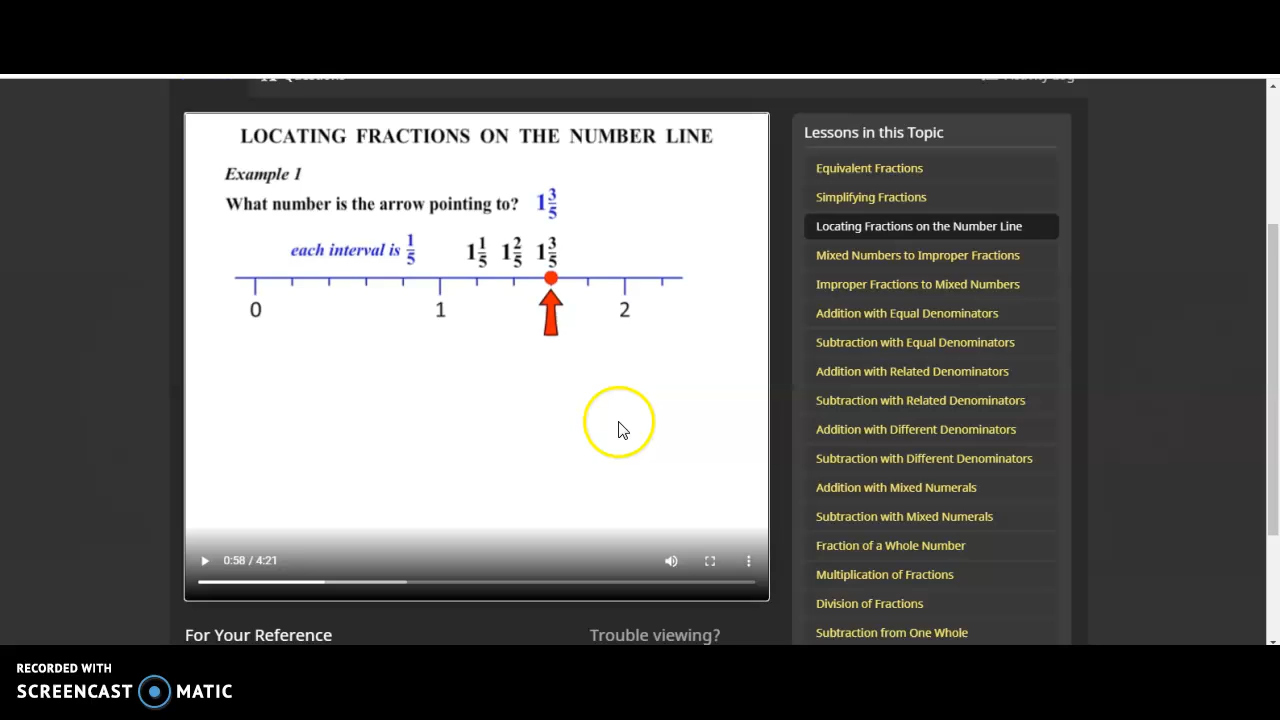 Questions
Activity Log
LOCATING FRACTIONS ON THE NUMBER LINE
Example 1
What number is the arrow pointing to? 1 3/5
each interval is 1/5
1 1/5 1 2/5 1 3/5
0 1 2
0:58 / 4:21
For Your Reference
Trouble viewing?
Lessons in this Topic
Equivalent Fractions
Simplifying Fractions
Locating Fractions on the Number Line
Mixed Numbers to Improper Fractions
Improper Fractions to Mixed Numbers
Addition with Equal Denominators
Subtraction with Equal Denominators
Addition with Related Denominators
Subtraction with Related Denominators
Addition with Different Denominators
Subtraction with Different Denominators
Addition with Mixed Numerals
Subtraction with Mixed Numerals
Fraction of a Whole Number
Multiplication of Fractions
Division of Fractions
Subtraction from One Whole
RECORDED WITH
SCREENCAST MATIC